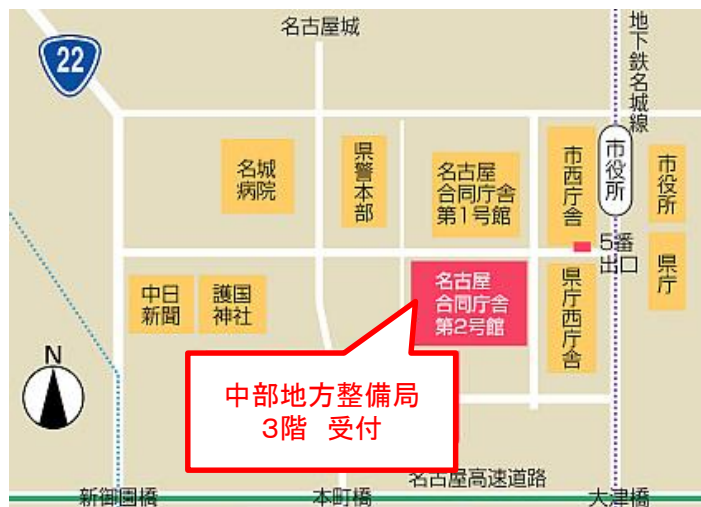 名古屋城
22
地下鉄名城線
名城
病院
県警本部
名古屋
合同庁舎
第1号館
市西庁舎
市役所
市役所
5番
出口
中日
新聞
護国
神社
名古屋
合同庁舎
第2号館
県庁西庁舎
県庁
N
中部地方整備局
3階 受付
名古屋高速道路
新御園橋
本町橋
大津橋